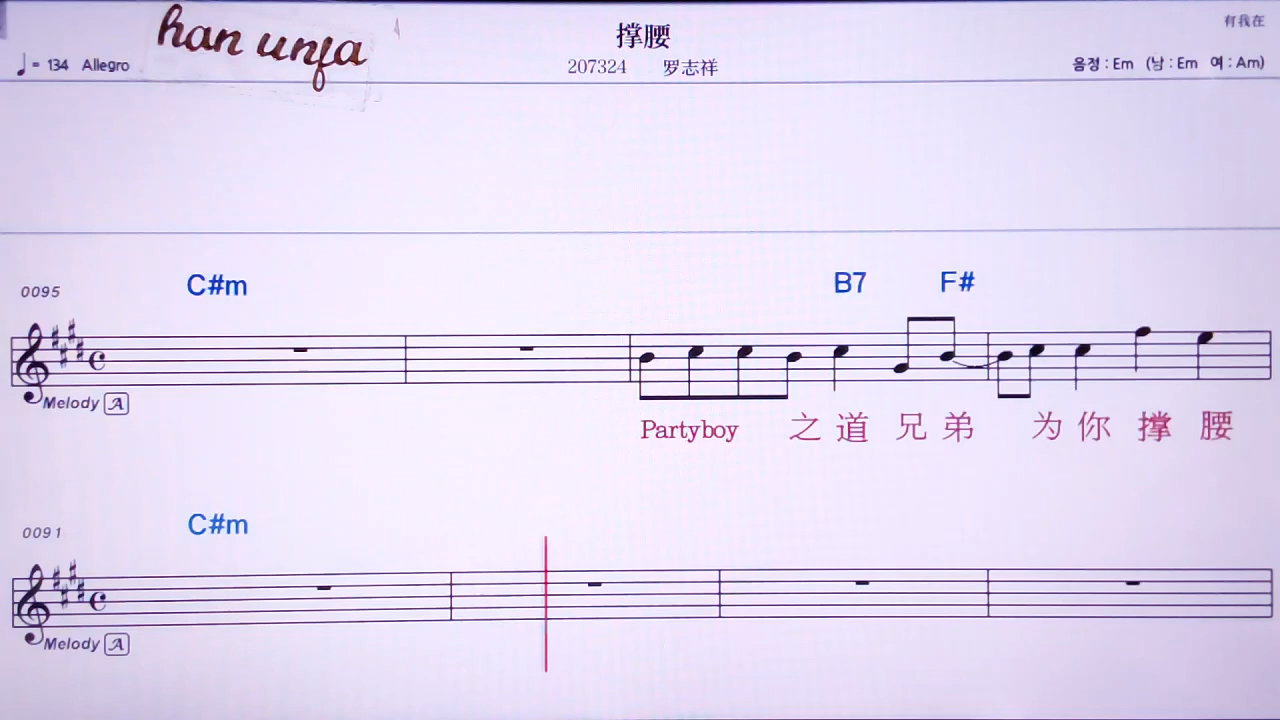 han unfa
撑腰
有我在
♩= 134 Allegro
207324 罗志祥
음정 : Em (남 : Em 여 : Am)
0095
C#m B7 F#
Melody A
Partyboy 之 道 兄 弟 为 你 撑 腰
0091
C#m
Melody A